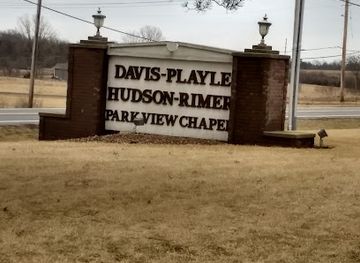 DAVIS-PLAYLE
HUDSON-RIMER
PARK VIEW CHAPEL